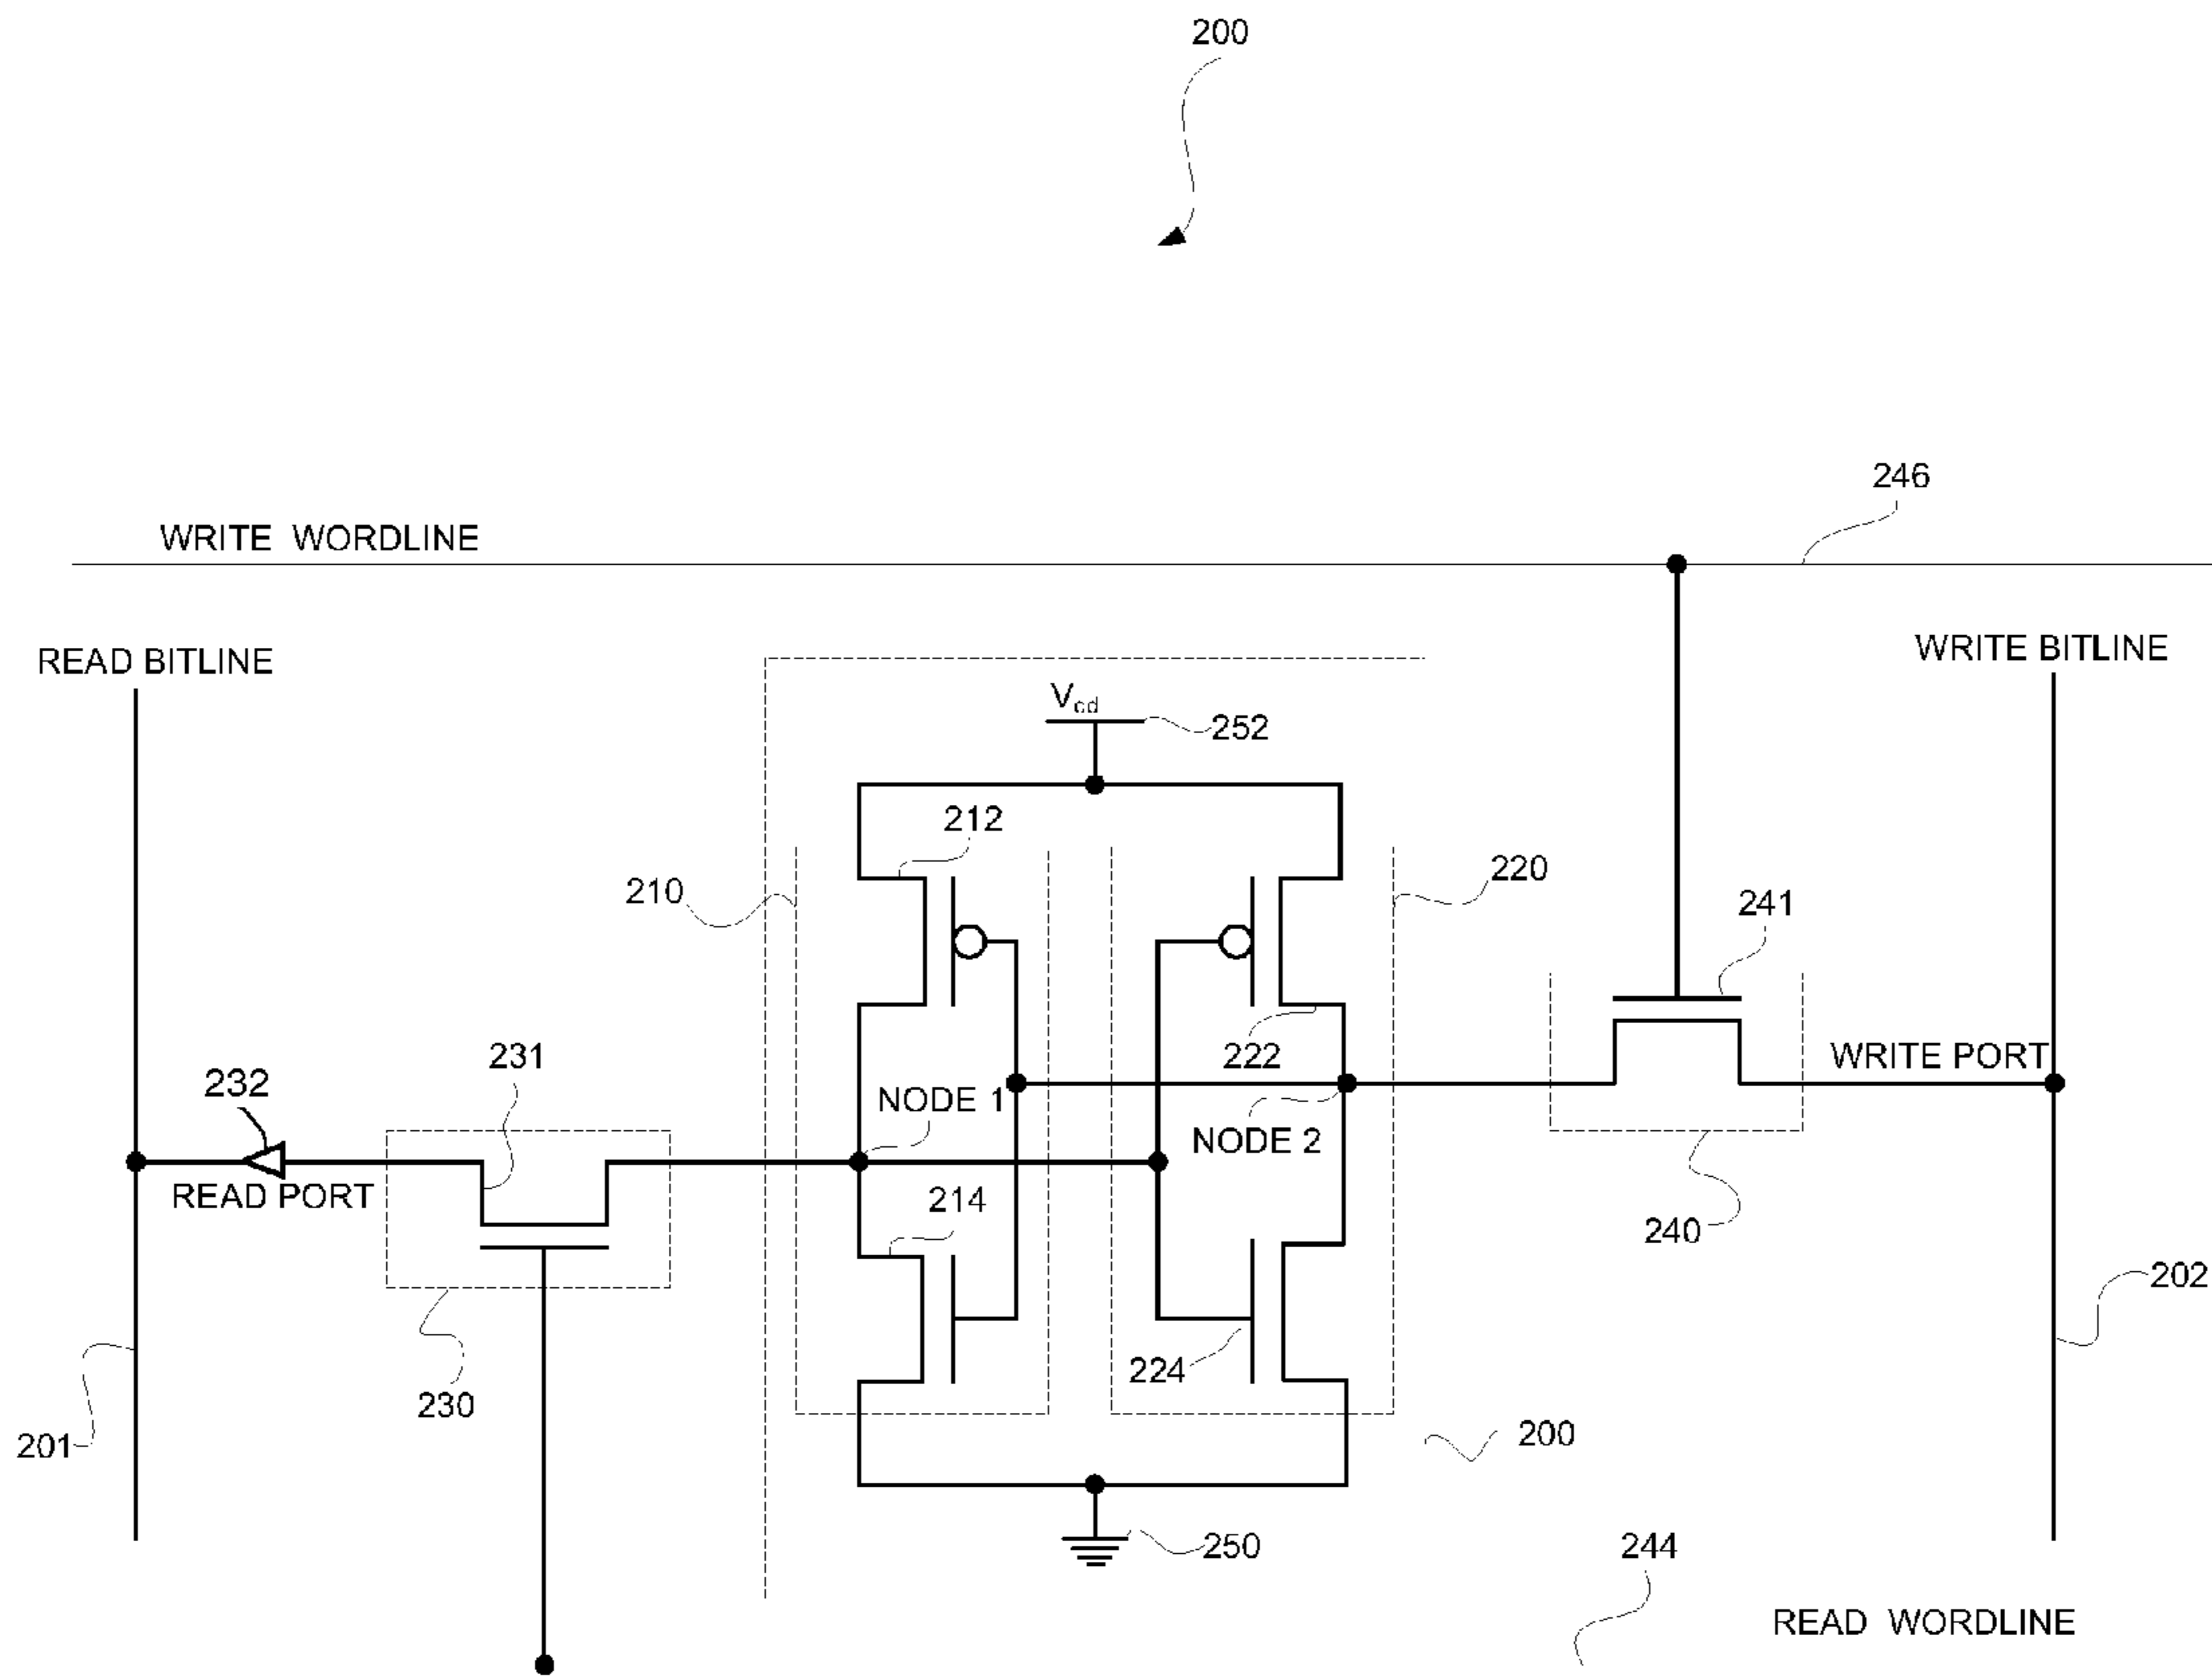 200
246
WRITE WORDLINE
READ BITLINE
WRITE BITLINE
Vdd
252
212
210
220
241
231
222
WRITE PORT
232
NODE 1
NODE 2
READ PORT
214
240
202
224
230
201
200
250
244
READ WORDLINE